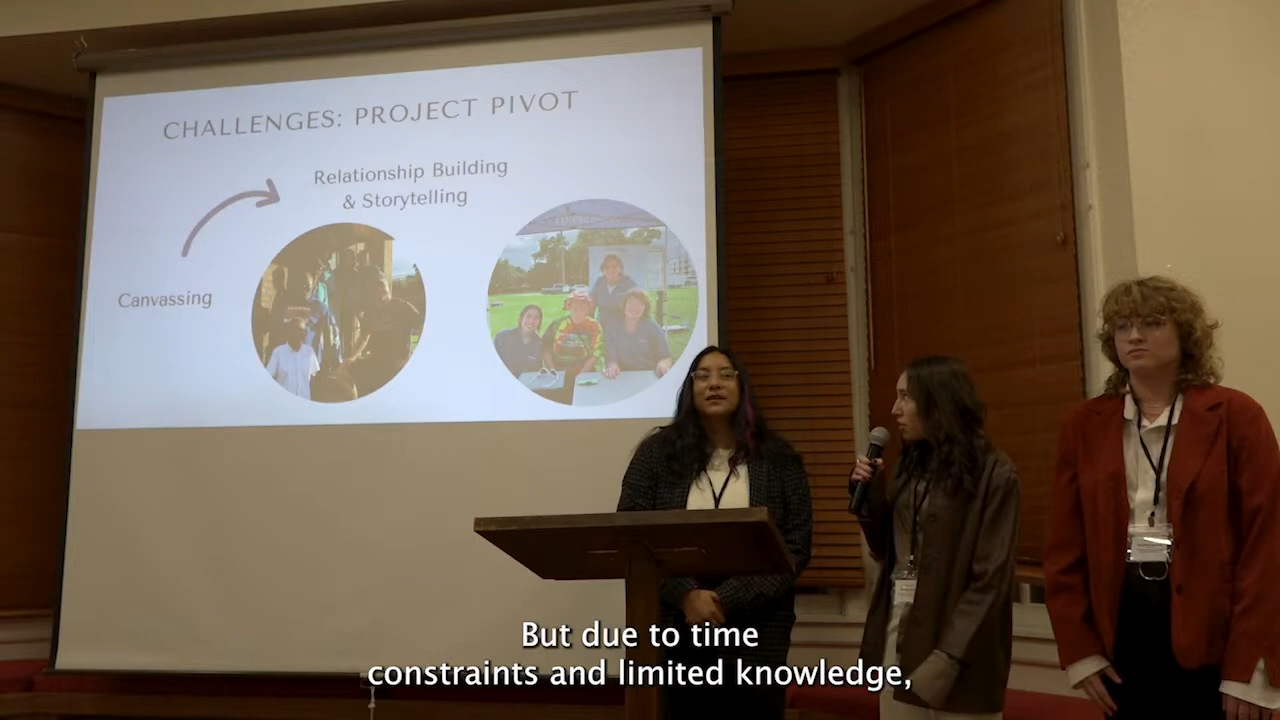 CHALLENGES: PROJECT PIVOT
Relationship Building
& Storytelling
Canvassing
But due to time
constraints and limited knowledge,